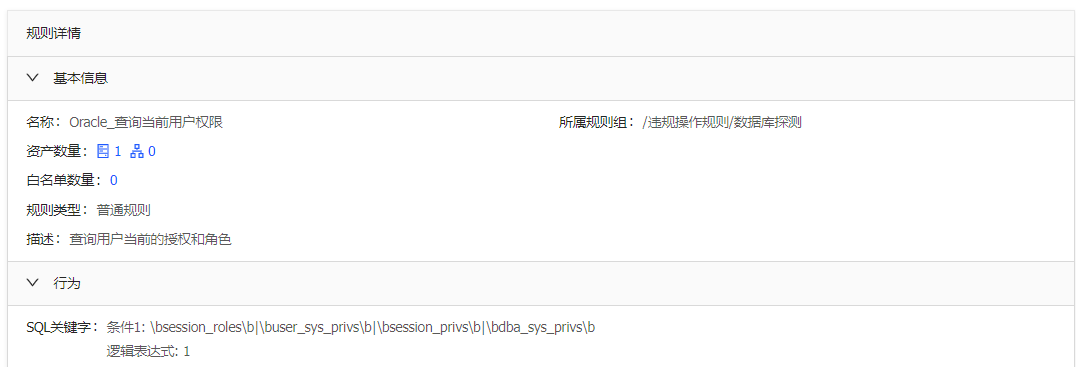 规则详情
基本信息
名称： Oracle_查询当前用户权限 所属规则组： /违规操作规则/数据库探测
资产数量： 1 0
白名单数量： 0
规则类型： 普通规则
描述： 查询用户当前的授权和角色
行为
SQL关键字： 条件1: \bsession_roles\b|\buser_sys_privs\b|\bsession_privs\b|\bdba_sys_privs\b
逻辑表达式: 1